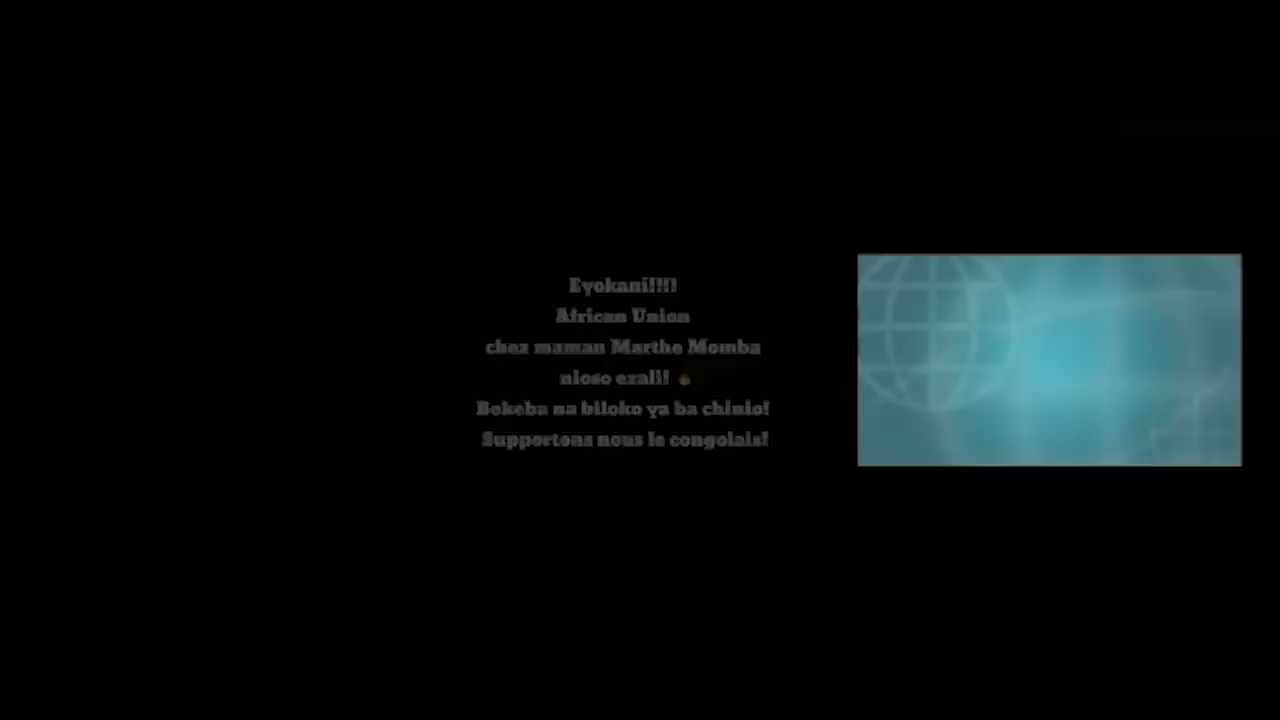 Eyokani!!!!
African Union
chez maman Marthe Momba
nioso ezali!
Bokeba na biloko ya ba chinio!
Supportons nous le congolais!